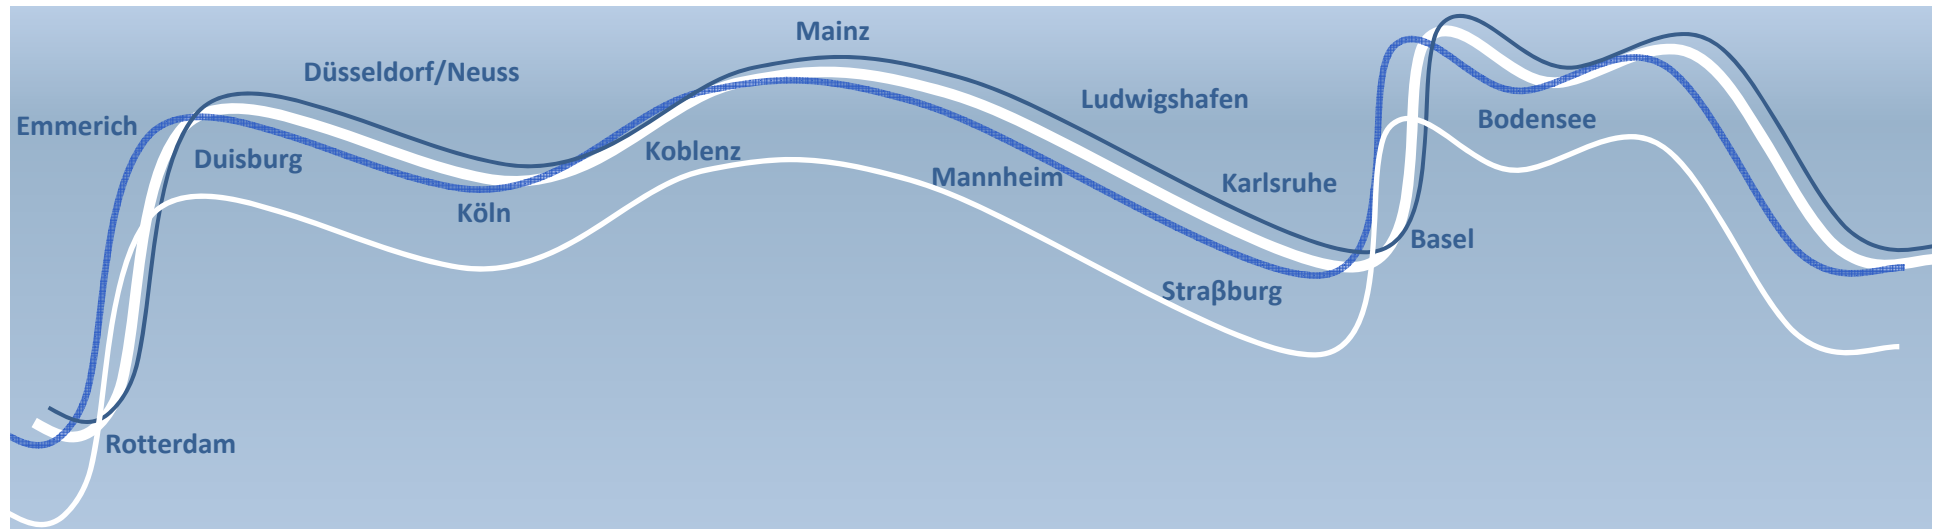 Mainz
Düsseldorf/Neuss
Ludwigshafen
Emmerich
Bodensee
Duisburg
Koblenz
Mannheim
Karlsruhe
Köln
Basel
Straβburg
Rotterdam